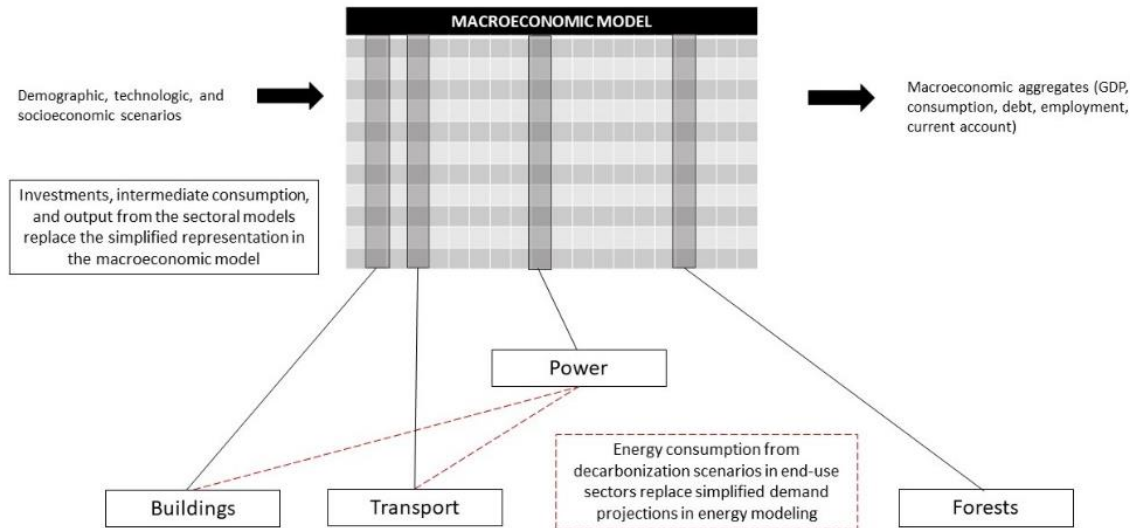 MACROECONOMIC MODEL
Demographic, technologic, and
socioeconomic scenarios
Macroeconomic aggregates (GDP,
consumption, debt, employment,
current account)
Investments, intermediate consumption,
and output from the sectoral models
replace the simplified representation in
the macroeconomic model
Power
Energy consumption from
decarbonization scenarios in end-use
sectors replace simplified demand
projections in energy modeling
Buildings
Transport
Forests